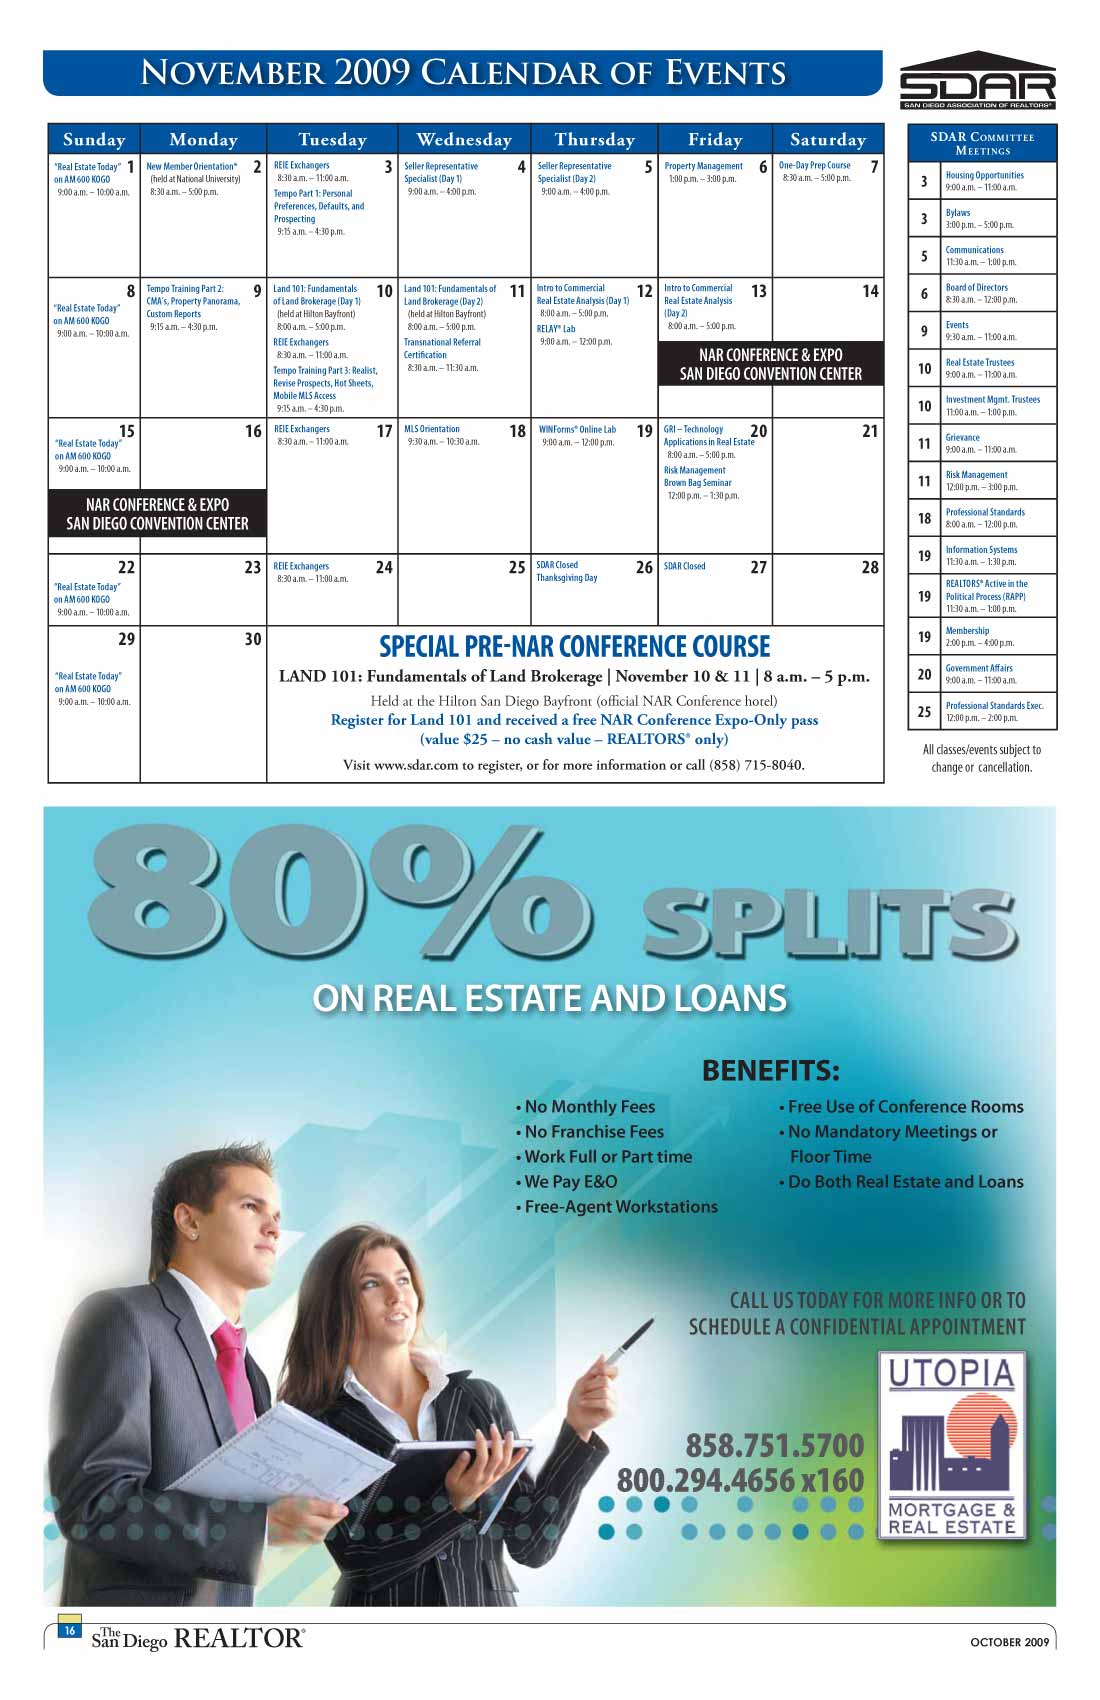 NOVEMBER 2009 CALENDAR OF EVENTS
SDAR
SAN DIEGO ASSOCIATION OF REALTORS®
Sunday Monday Tuesday Wednesday Thursday Friday Saturday
1
"Real Estate Today"
on AM 600 KOGO
9:00 a.m. – 10:00 a.m.
2
New Member Orientation*
(held at National University)
8:30 a.m. – 5:00 p.m.
3
REIE Exchangers
8:30 a.m. – 11:00 a.m.
Tempo Part 1: Personal
Preferences, Defaults, and
Prospecting
9:15 a.m. – 4:30 p.m.
4
Seller Representative
Specialist (Day 1)
9:00 a.m. – 4:00 p.m.
5
Seller Representative
Specialist (Day 2)
9:00 a.m. – 4:00 p.m.
6
Property Management
1:00 p.m. – 3:00 p.m.
7
One-Day Prep Course
8:30 a.m. – 5:00 p.m.
8
"Real Estate Today"
on AM 600 KOGO
9:00 a.m. – 10:00 a.m.
9
Tempo Training Part 2:
CMA's, Property Panorama,
Custom Reports
9:15 a.m. – 4:30 p.m.
10
Land 101: Fundamentals
of Land Brokerage (Day 1)
(held at Hilton Bayfront)
8:00 a.m. – 5:00 p.m.
REIE Exchangers
8:30 a.m. – 11:00 a.m.
Tempo Training Part 3: Realist,
Revise Prospects, Hot Sheets,
Mobile MLS Access
9:15 a.m. – 4:30 p.m.
11
Land 101: Fundamentals of
Land Brokerage (Day 2)
(held at Hilton Bayfront)
8:00 a.m. – 5:00 p.m.
Transnational Referral
Certification
8:30 a.m. – 11:30 a.m.
12
Intro to Commercial
Real Estate Analysis (Day 1)
8:00 a.m. – 5:00 p.m.
RELAY® Lab
9:00 a.m. – 12:00 p.m.
13
Intro to Commercial
Real Estate Analysis
(Day 2)
8:00 a.m. – 5:00 p.m.
14
NAR CONFERENCE & EXPO
SAN DIEGO CONVENTION CENTER
15
"Real Estate Today"
on AM 600 KOGO
9:00 a.m. – 10:00 a.m.
16
NAR CONFERENCE & EXPO
SAN DIEGO CONVENTION CENTER
17
REIE Exchangers
8:30 a.m. – 11:00 a.m.
18
MLS Orientation
9:30 a.m. – 10:30 a.m.
19
WINForms® Online Lab
9:00 a.m. – 12:00 p.m.
20
GRI – Technology
Applications in Real Estate
8:00 a.m. – 5:00 p.m.
Risk Management
Brown Bag Seminar
12:00 p.m. – 1:30 p.m.
21
22
"Real Estate Today"
on AM 600 KOGO
9:00 a.m. – 10:00 a.m.
23
24
REIE Exchangers
8:30 a.m. – 11:00 a.m.
25
26
SDAR Closed
Thanksgiving Day
27
SDAR Closed
28
29
"Real Estate Today"
on AM 600 KOGO
9:00 a.m. – 10:00 a.m.
30
SPECIAL PRE-NAR CONFERENCE COURSE
LAND 101: Fundamentals of Land Brokerage | November 10 & 11 | 8 a.m. – 5 p.m.
Held at the Hilton San Diego Bayfront (official NAR Conference hotel)
Register for Land 101 and received a free NAR Conference Expo-Only pass
(value $25 – no cash value – REALTORS® only)
Visit www.sdar.com to register, or for more information or call (858) 715-8040.
SDAR COMMITTEE
MEETINGS
3 Housing Opportunities
9:00 a.m. – 11:00 a.m.
3 Bylaws
3:00 p.m. – 5:00 p.m.
5 Communications
11:30 a.m. – 1:00 p.m.
6 Board of Directors
8:30 a.m. – 12:00 p.m.
9 Events
9:30 a.m. – 11:00 a.m.
10 Real Estate Trustees
9:00 a.m. – 11:00 a.m.
10 Investment Mgmt. Trustees
11:00 a.m. – 1:00 p.m.
11 Grievance
9:00 a.m. – 11:00 a.m.
11 Risk Management
12:00 p.m. – 3:00 p.m.
18 Professional Standards
8:00 a.m. – 12:00 p.m.
19 Information Systems
11:30 a.m. – 1:30 p.m.
19 REALTORS® Active in the
Political Process (RAPP)
11:30 a.m. – 1:00 p.m.
19 Membership
2:00 p.m. – 4:00 p.m.
20 Government Affairs
9:00 a.m. – 11:00 a.m.
25 Professional Standards Exec.
12:00 p.m. – 2:00 p.m.
All classes/events subject to
change or cancellation.
80% SPLITS
ON REAL ESTATE AND LOANS
BENEFITS:
• No Monthly Fees
• No Franchise Fees
• Work Full or Part time
• We Pay E&O
• Free-Agent Workstations
• Free Use of Conference Rooms
• No Mandatory Meetings or
Floor Time
• Do Both Real Estate and Loans
CALL US TODAY FOR MORE INFO OR TO
SCHEDULE A CONFIDENTIAL APPOINTMENT
858.751.5700
800.294.4656 x160
UTOPIA
MORTGAGE &
REAL ESTATE
16
The San Diego REALTOR®
OCTOBER 2009